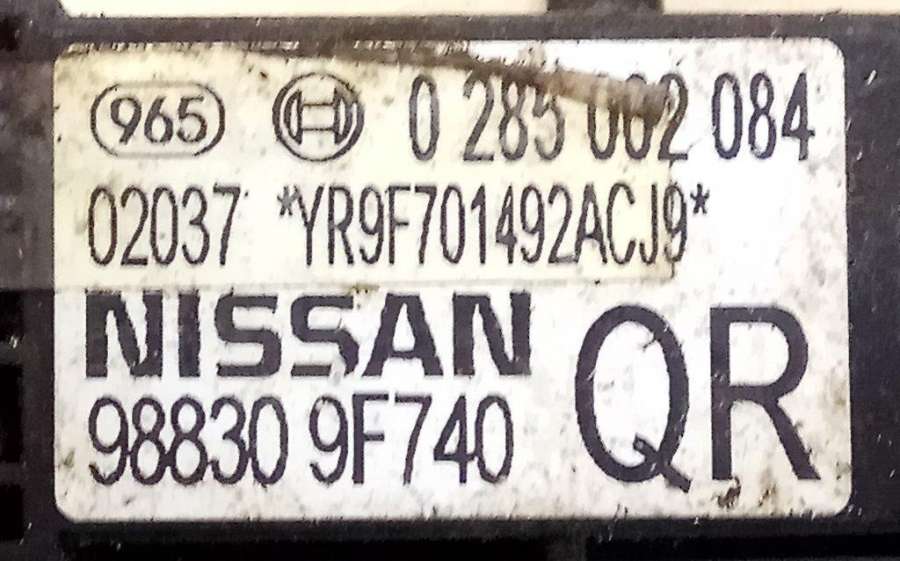 965 0 285 002 084
02037 *YR9F701492ACJ9*
NISSAN
98830 9F740
QR